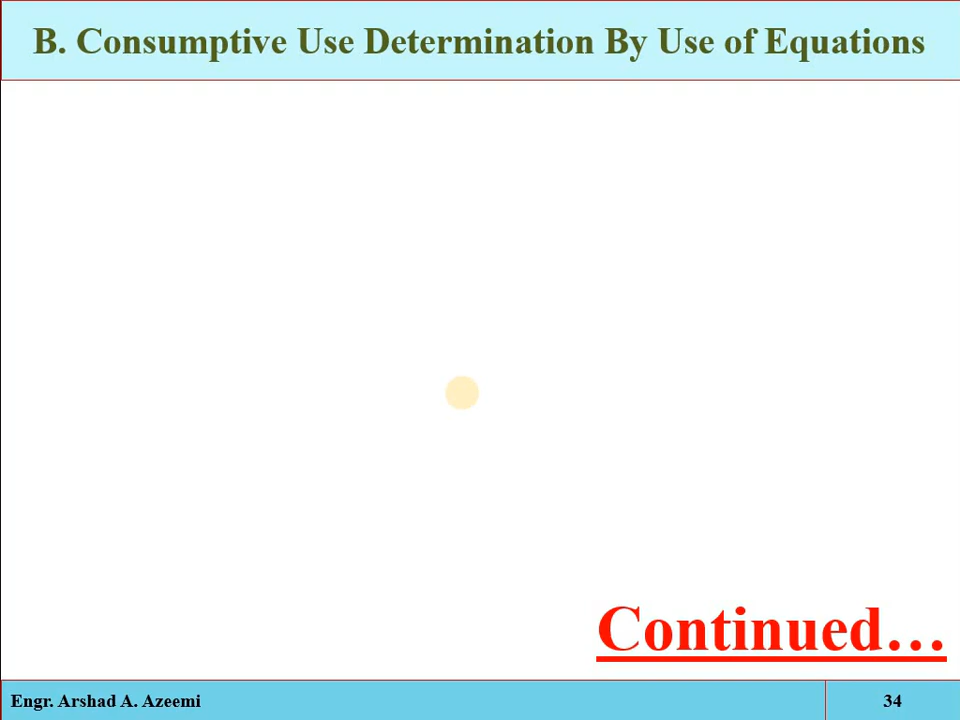 B. Consumptive Use Determination By Use of Equations
Continued…
Engr. Arshad A. Azeemi
34